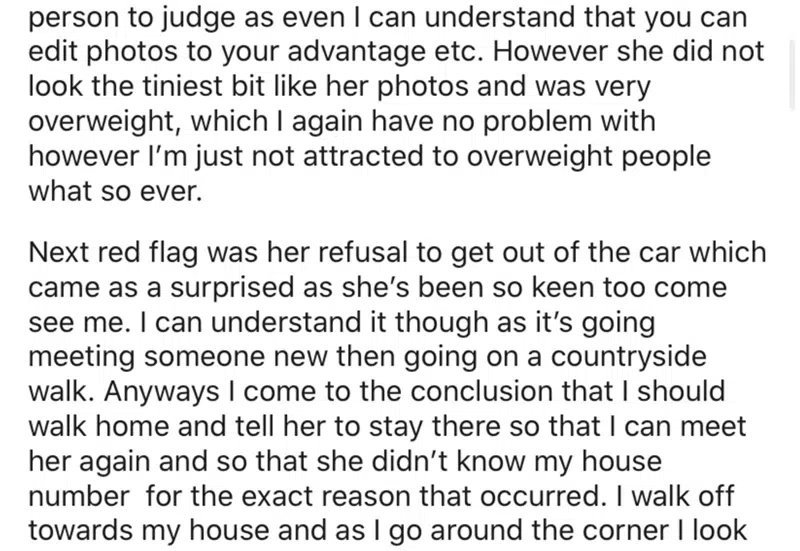 person to judge as even I can understand that you can
edit photos to your advantage etc. However she did not
look the tiniest bit like her photos and was very
overweight, which I again have no problem with
however I'm just not attracted to overweight people
what so ever.
Next red flag was her refusal to get out of the car which
came as a surprised as she's been so keen too come
see me. I can understand it though as it's going
meeting someone new then going on a countryside
walk. Anyways I come to the conclusion that I should
walk home and tell her to stay there so that I can meet
her again and so that she didn't know my house
number  for the exact reason that occurred. I walk off
towards my house and as I go around the corner I look